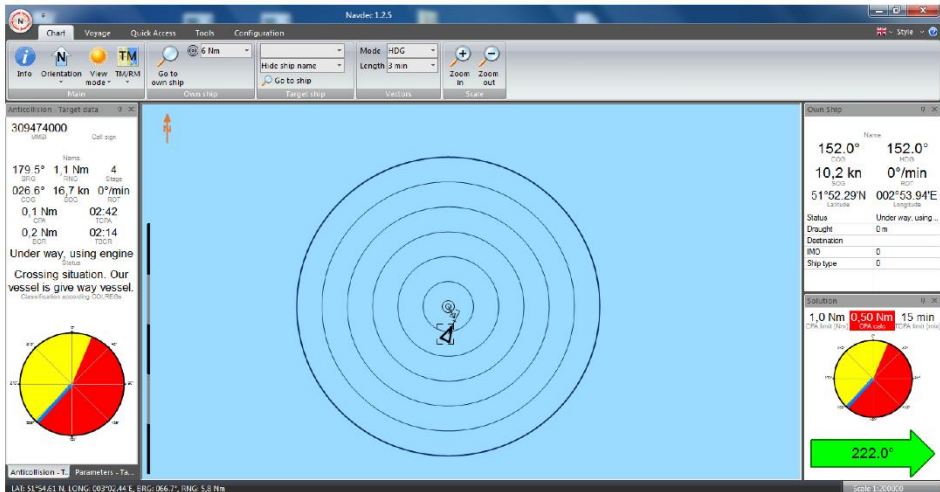 Navdec 1.2.5
N
Chart Voyage Quick Access Tools Configuration
Style
Info Orientation View mode TM/RM
TM
N
Main
Go to own ship
6 Nm
Own ship
Hide ship name
Go to ship
Target ship
Mode HDG
Length 3 min
Vectors
Zoom in Zoom out
Scale
Anticollision - Target data
309474000
MMSI Call sign
Name
179.5° 1,1 Nm 4
BRG RNG Stage
026.6° 16,7 kn 0°/min
COG SOG ROT
0,1 Nm 02:42
CPA TCPA
0,2 Nm 02:14
BCR TBCR
Under way, using engine
Status
Crossing situation. Our
vessel is give way vessel.
Classification according COLREGs
Anticollision - T... Parameters - Ta...
N
Own Ship
Name
152.0° 152.0°
COG HDG
10,2 kn 0°/min
SOG ROT
51°52.29'N 002°53.94'E
Latitude Longitude
Status Under way, using ...
Draught 0 m
Destination
IMO 0
Ship type 0
Solution
1,0 Nm 0,50 Nm 15 min
CPA limit [Nm] CPA calc TCPA limit [min]
222.0°
LAT: 51°54.61 N, LONG: 003°02.44 E, BRG: 066.7°, RNG: 5,8 Nm
Scale 1:200000